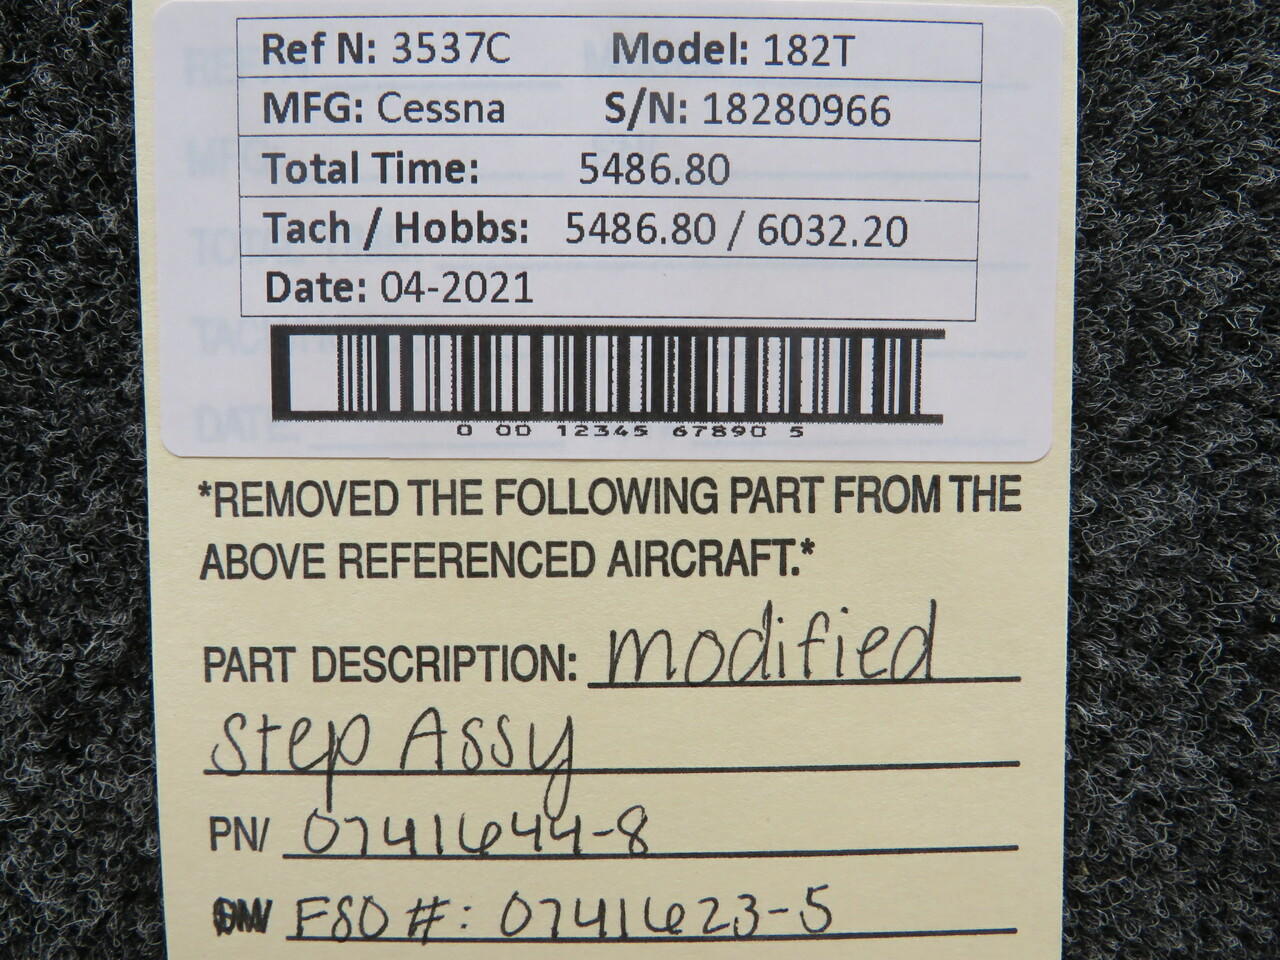 Ref N: 3537C Model: 182T
MFG: Cessna S/N: 18280966
Total Time: 5486.80
Tach / Hobbs: 5486.80 / 6032.20
Date: 04-2021
0 00 12345 67890 5
*REMOVED THE FOLLOWING PART FROM THE
ABOVE REFERENCED AIRCRAFT.*
PART DESCRIPTION: modified
Step Assy
PN/ 0741644-8
FSO #: 0741623-5